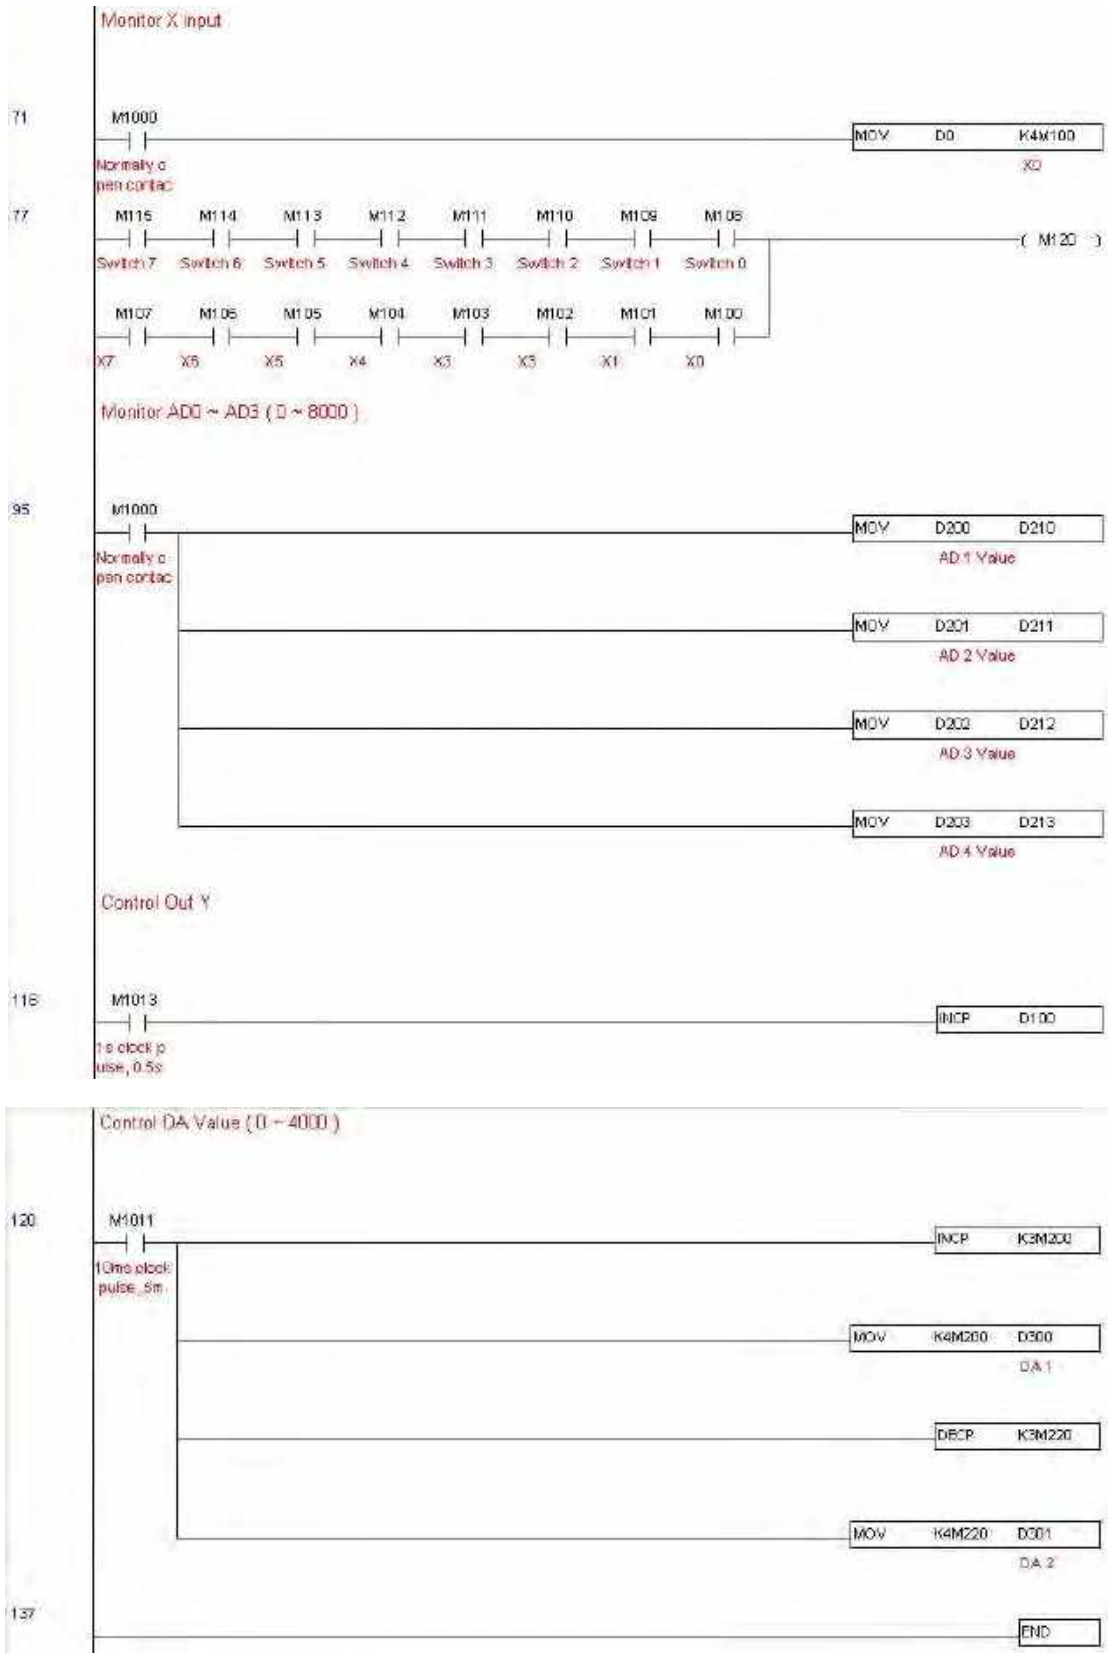 Monitor X Input
71 M1000 MOV D0 K4M100
Normally o X0
pen contac
77 M115 M114 M113 M112 M111 M110 M109 M108
( M120 )
Switch 7 Switch 6 Switch 5 Switch 4 Switch 3 Switch 2 Switch 1 Switch 0
M107 M106 M105 M104 M103 M102 M101 M100
X7 X6 X5 X4 X3 X3 X1 X0
Monitor AD0 ~ AD3 ( 0 ~ 8000 )
95 M1000
MOV D200 D210
Normally o AD 1 Value
pen contac
MOV D201 D211
AD 2 Value
MOV D202 D212
AD 3 Value
MOV D203 D213
AD 4 Value
Control Out Y
116 M1013
INCP D100
1s clock p
ulse, 0.5s
Control DA Value ( 0 ~ 4000 )
120 M1011
INCP K3M200
10ms clock
pulse ,5m
MOV K4M200 D300
DA 1
DECP K3M220
MOV K4M220 D301
DA 2
137
END